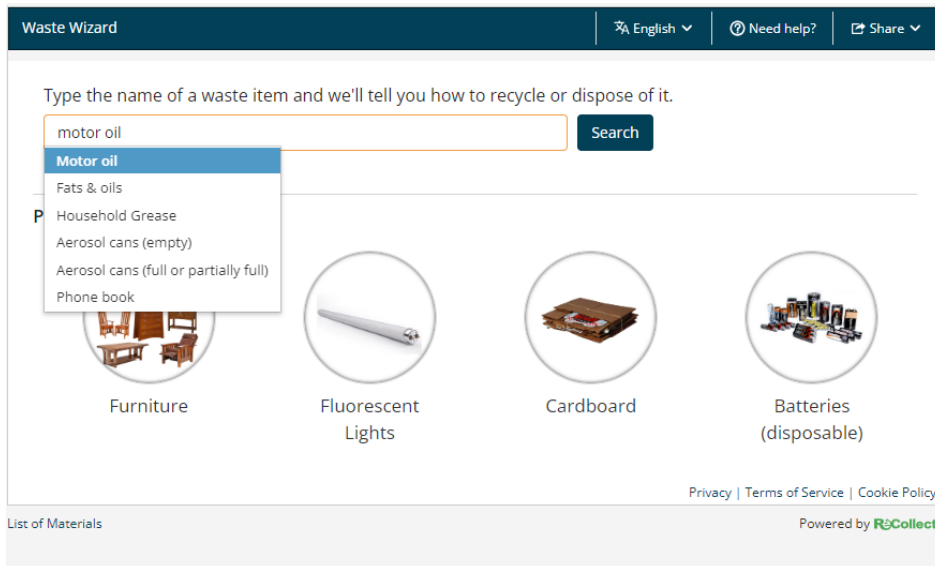 Waste Wizard
English
Need help?
Share
Type the name of a waste item and we'll tell you how to recycle or dispose of it.
motor oil
Search
Motor oil
Fats & oils
Household Grease
Aerosol cans (empty)
Aerosol cans (full or partially full)
Phone book
Furniture
Fluorescent
Lights
Cardboard
Batteries
(disposable)
Privacy | Terms of Service | Cookie Policy
List of Materials
Powered by ReCollect